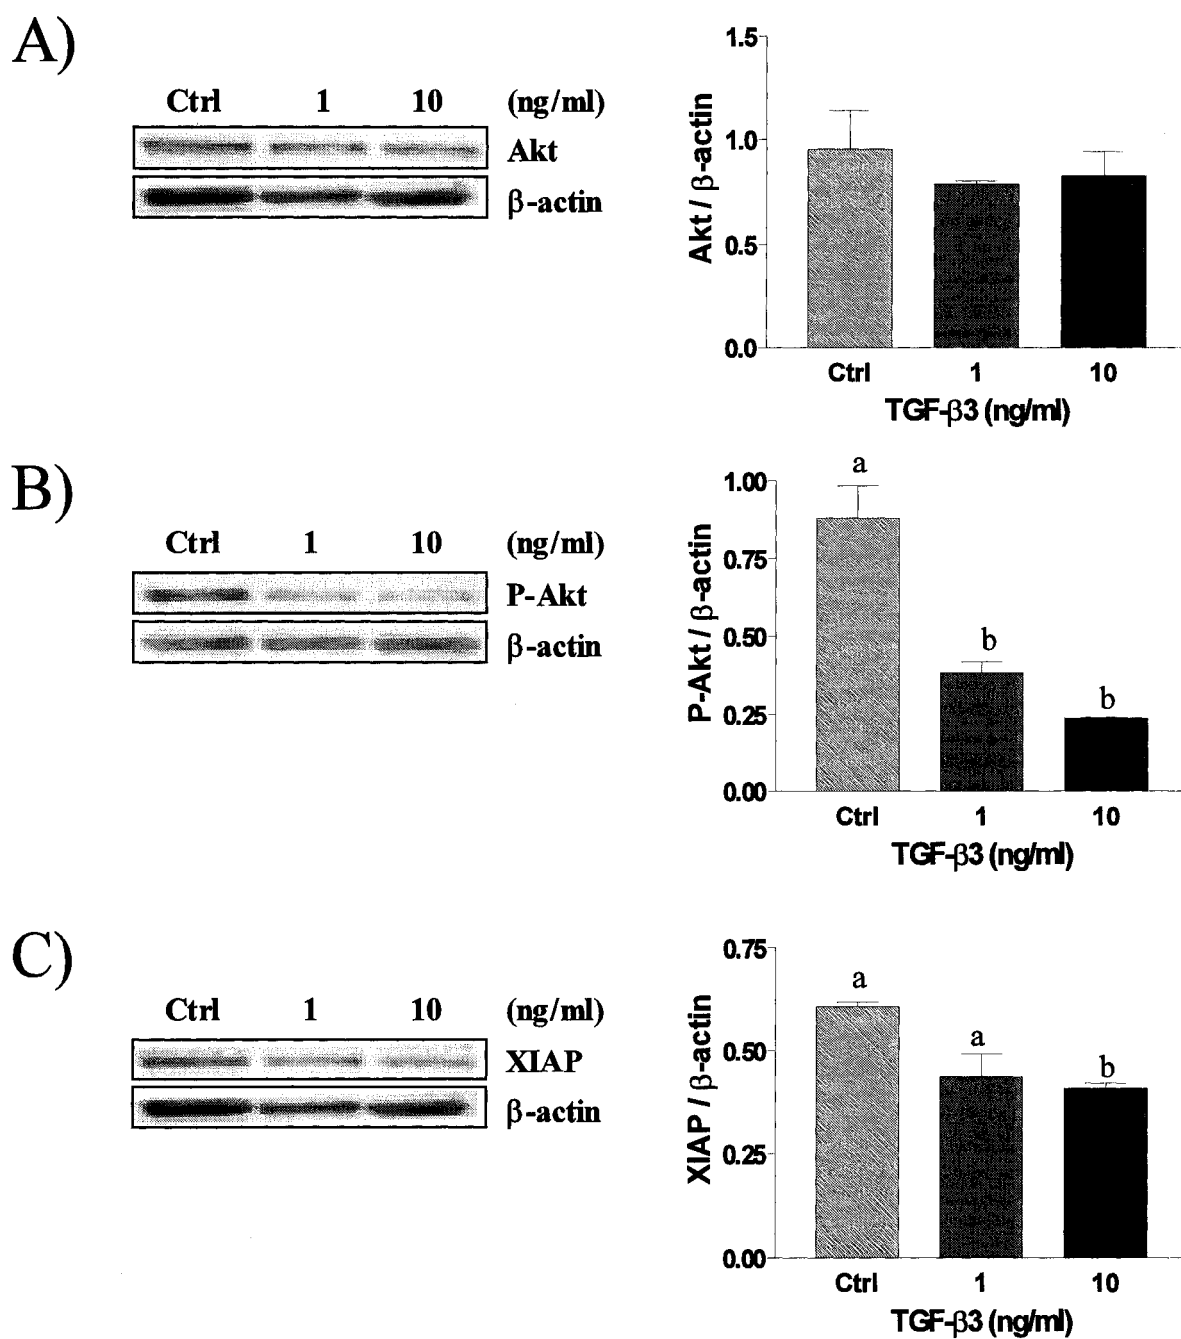 A)
Ctrl 1 10 (ng/ml)
Akt
β-actin
Akt / β-actin
1.5
1.0
0.5
0.0
Ctrl 1 10
TGF-β3 (ng/ml)
B)
Ctrl 1 10 (ng/ml)
P-Akt
β-actin
P-Akt / β-actin
1.00
0.75
0.50
0.25
0.00
a
b
b
Ctrl 1 10
TGF-β3 (ng/ml)
C)
Ctrl 1 10 (ng/ml)
XIAP
β-actin
XIAP / β-actin
0.75
0.50
0.25
0.00
a
a
b
Ctrl 1 10
TGF-β3 (ng/ml)